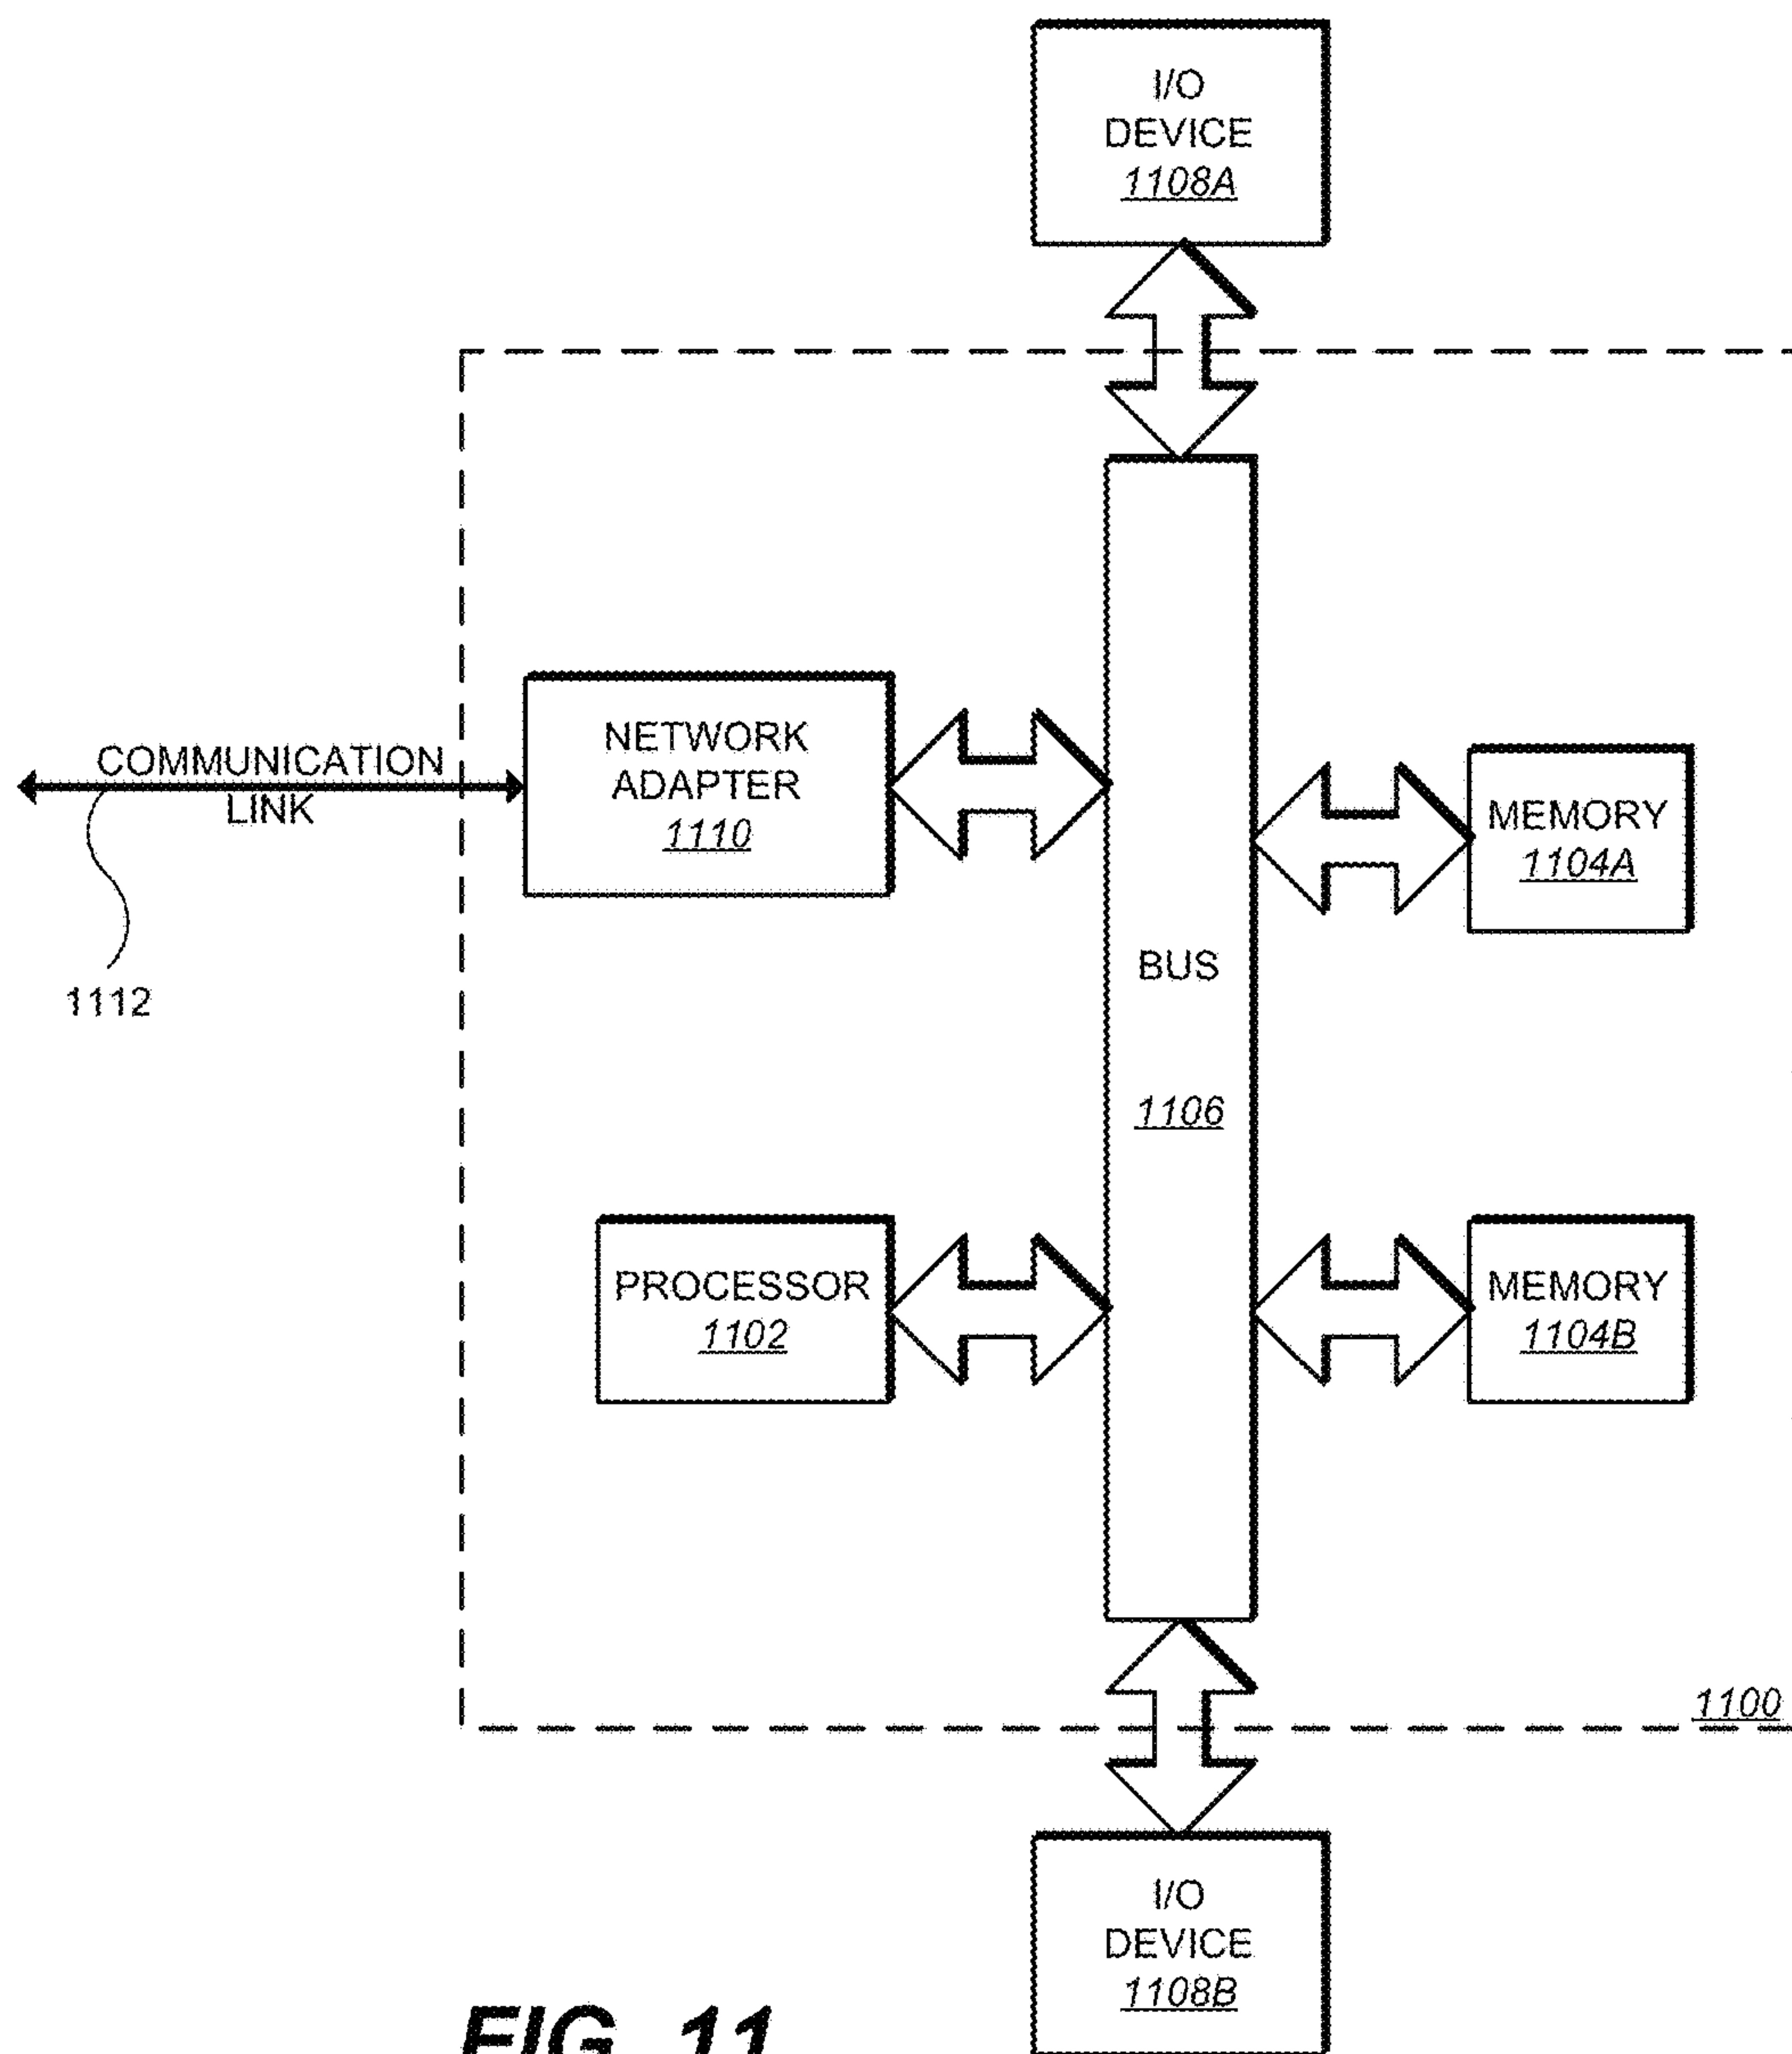 I/O
DEVICE
1108A
COMMUNICATION
LINK
1112
NETWORK
ADAPTER
1110
MEMORY
1104A
BUS
1106
PROCESSOR
1102
MEMORY
1104B
1100
I/O
DEVICE
1108B
FIG. 11